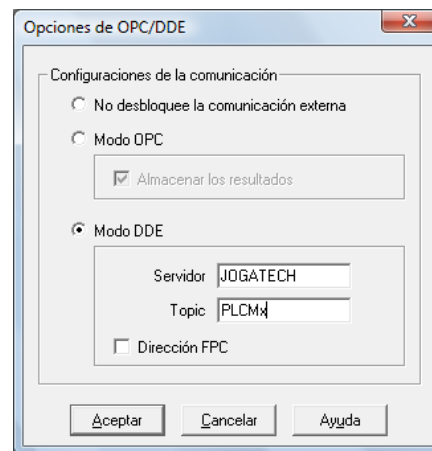 Opciones de OPC/DDE
Configuraciones de la comunicación
No desbloquee la comunicación externa
Modo OPC
Almacenar los resultados
Modo DDE
Servidor JOGATECH
Topic PLCMx
Dirección FPC
Aceptar Cancelar Ayuda